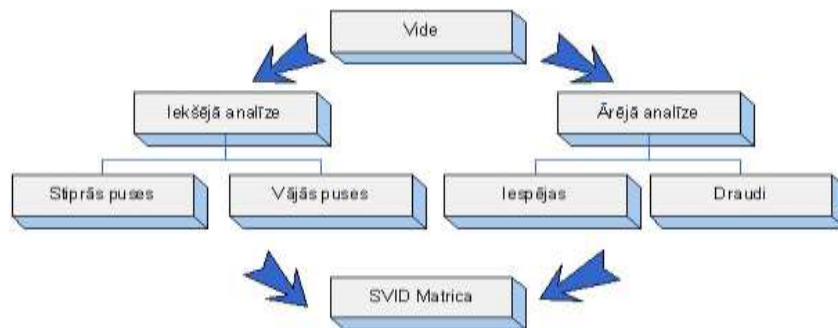 Vide
Iekšējā analīze
Ārējā analīze
Stiprās puses
Vājās puses
Iespējas
Draudi
SVID Matrica